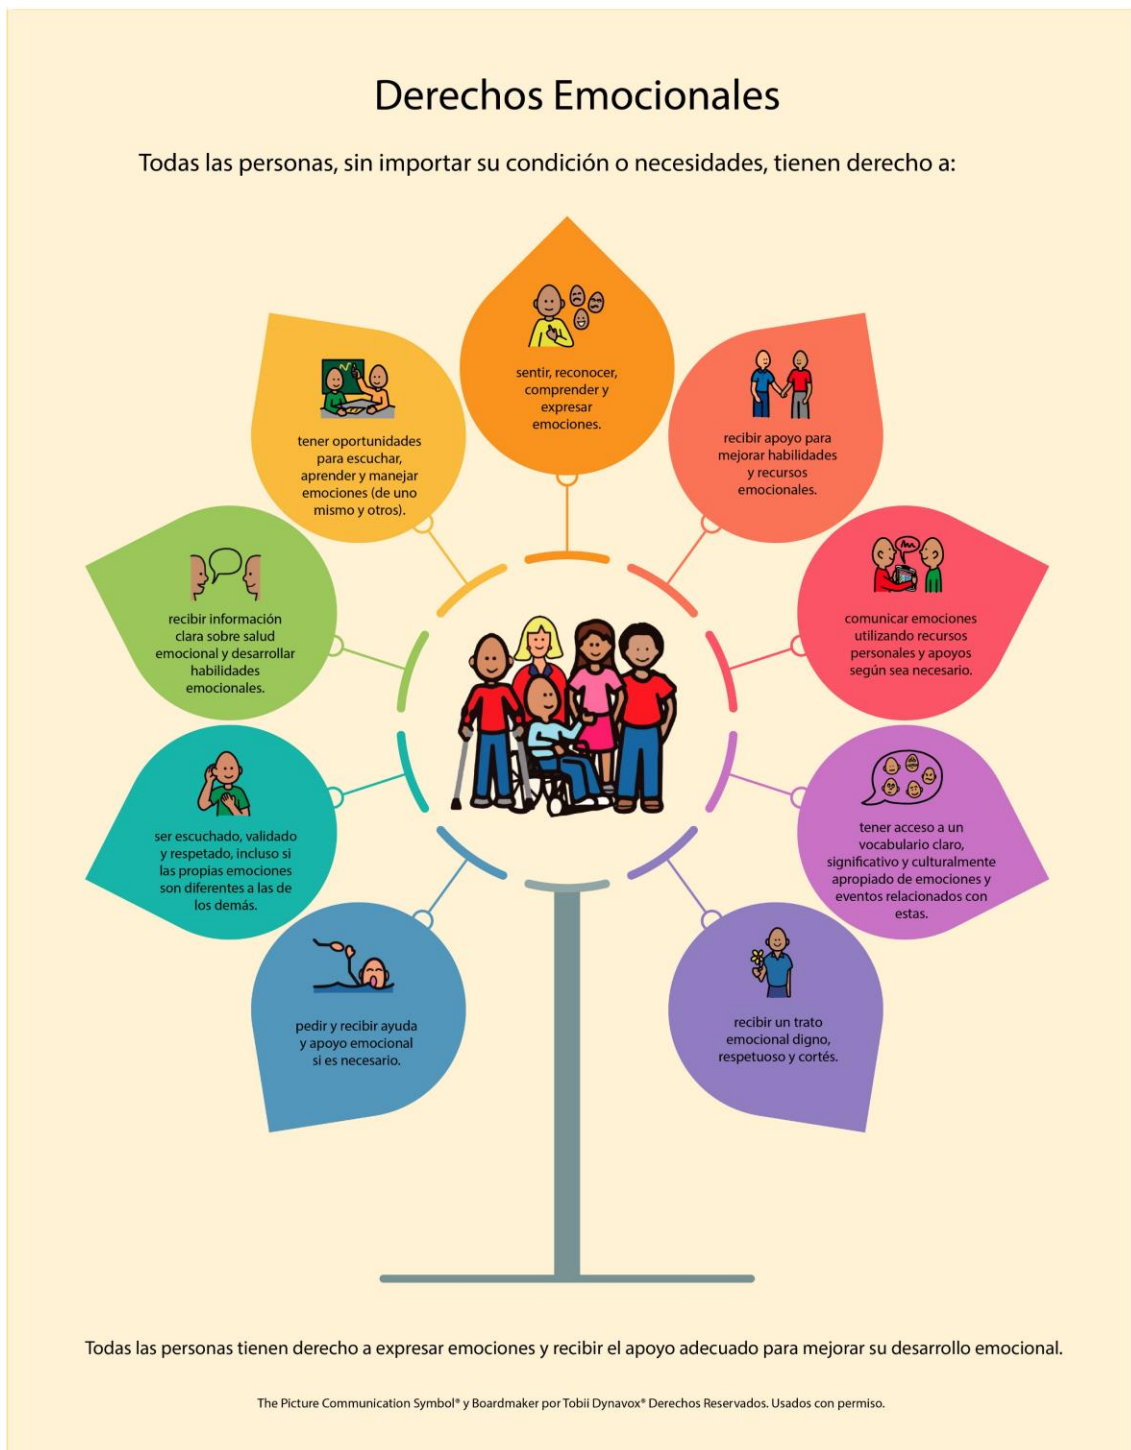 Derechos Emocionales
Todas las personas, sin importar su condición o necesidades, tienen derecho a:
sentir, reconocer,
comprender y
expresar
emociones.
recibir apoyo para
mejorar habilidades
y recursos
emocionales.
comunicar emociones
utilizando recursos
personales y apoyos
según sea necesario.
tener acceso a un
vocabulario claro,
significativo y culturalmente
apropiado de emociones y
eventos relacionados con
estas.
recibir un trato
emocional digno,
respetuoso y cortés.
pedir y recibir ayuda
y apoyo emocional
si es necesario.
ser escuchado, validado
y respetado, incluso si
las propias emociones
son diferentes a las de
los demás.
recibir información
clara sobre salud
emocional y desarrollar
habilidades
emocionales.
tener oportunidades
para escuchar,
aprender y manejar
emociones (de uno
mismo y otros).
Todas las personas tienen derecho a expresar emociones y recibir el apoyo adecuado para mejorar su desarrollo emocional.
The Picture Communication Symbol® y Boardmaker por Tobii Dynavox® Derechos Reservados. Usados con permiso.